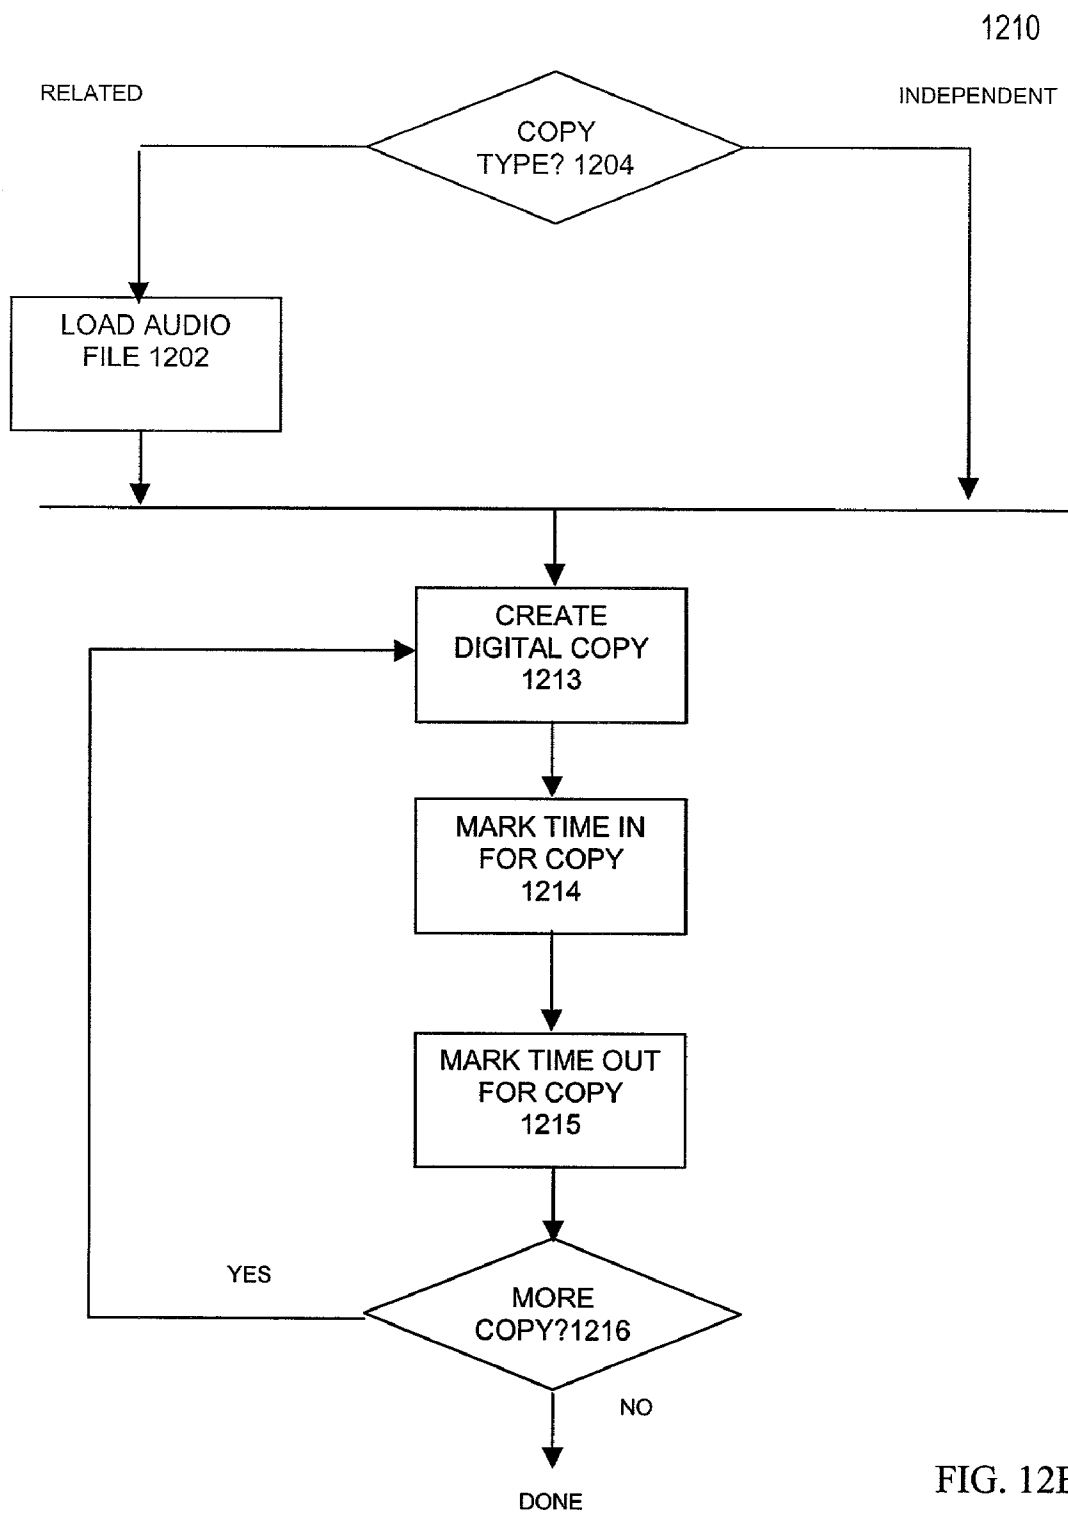 1210
RELATED
INDEPENDENT
COPY
TYPE? 1204
LOAD AUDIO
FILE 1202
CREATE
DIGITAL COPY
1213
MARK TIME IN
FOR COPY
1214
MARK TIME OUT
FOR COPY
1215
YES
MORE
COPY?1216
NO
DONE
FIG.